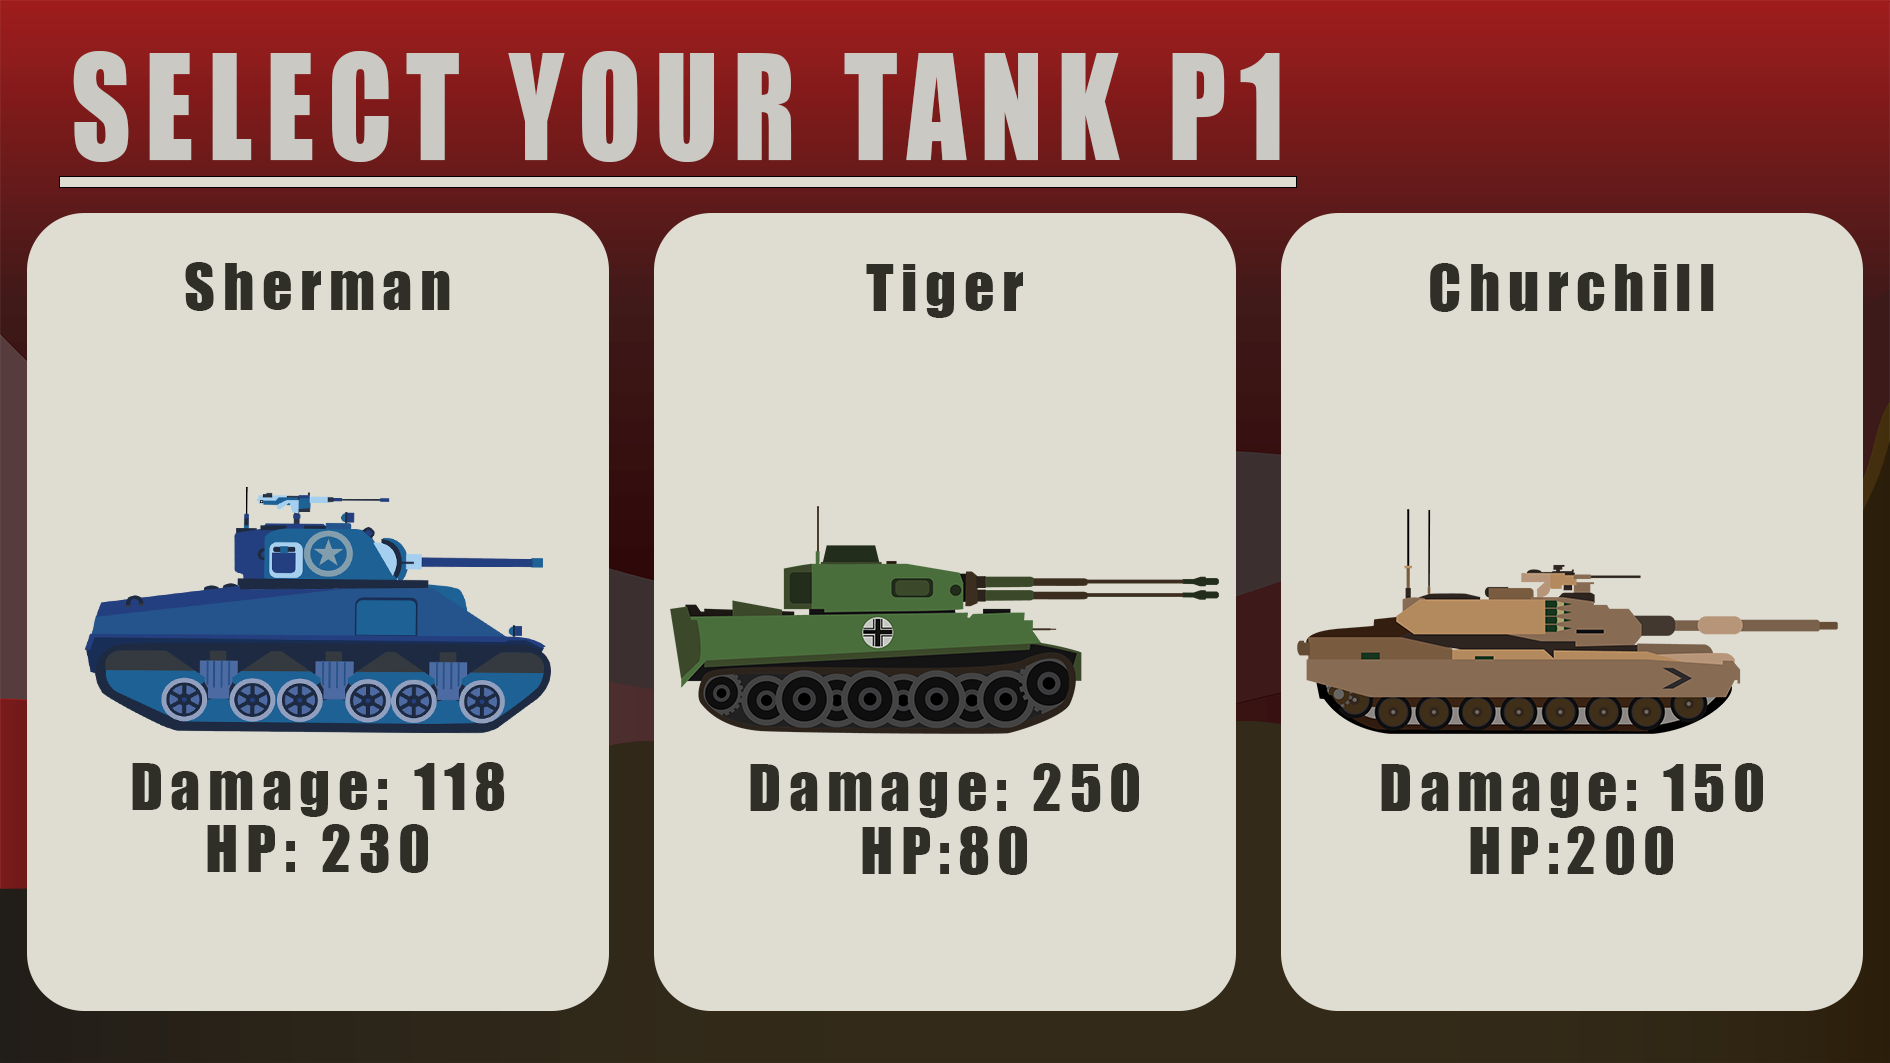 SELECT YOUR TANK P1
Sherman
Damage: 118
HP: 230
Tiger
Damage: 250
HP:80
Churchill
Damage: 150
HP:200